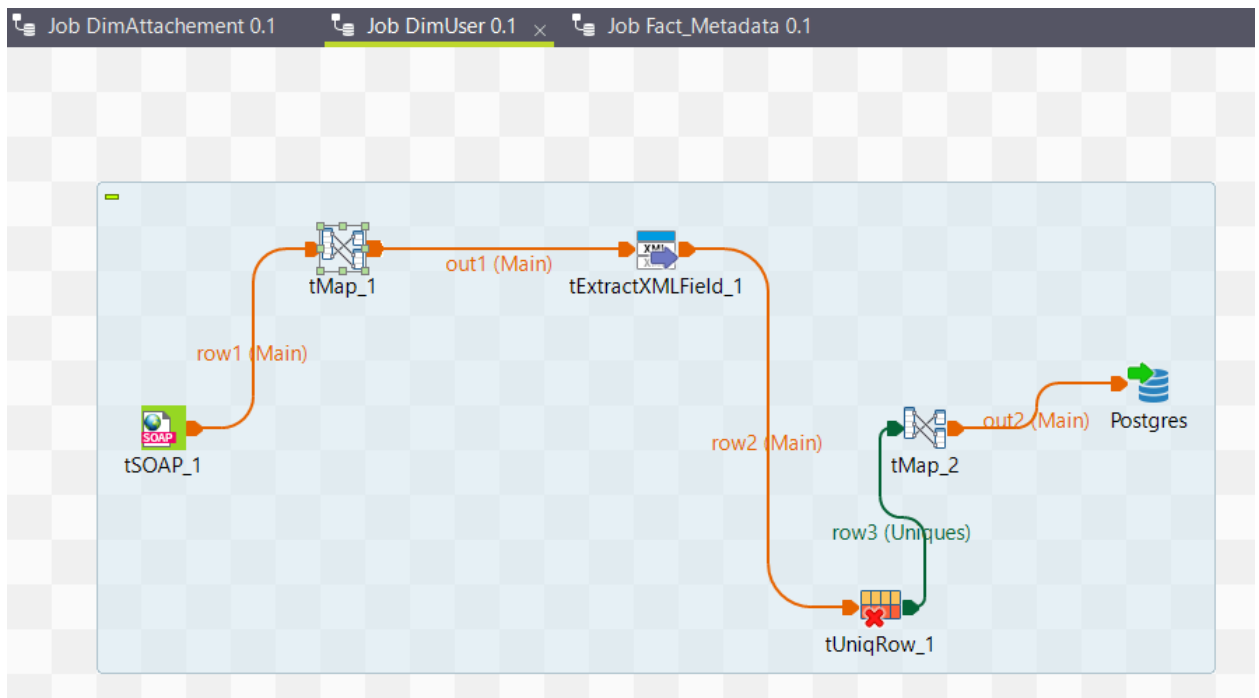 Job DimAttachement 0.1
Job DimUser 0.1
Job Fact_Metadata 0.1
tMap_1
out1 (Main)
XML
tExtractXMLField_1
row1 (Main)
SOAP
tSOAP_1
row2 (Main)
tMap_2
out2 (Main)
Postgres
row3 (Uniques)
tUniqRow_1